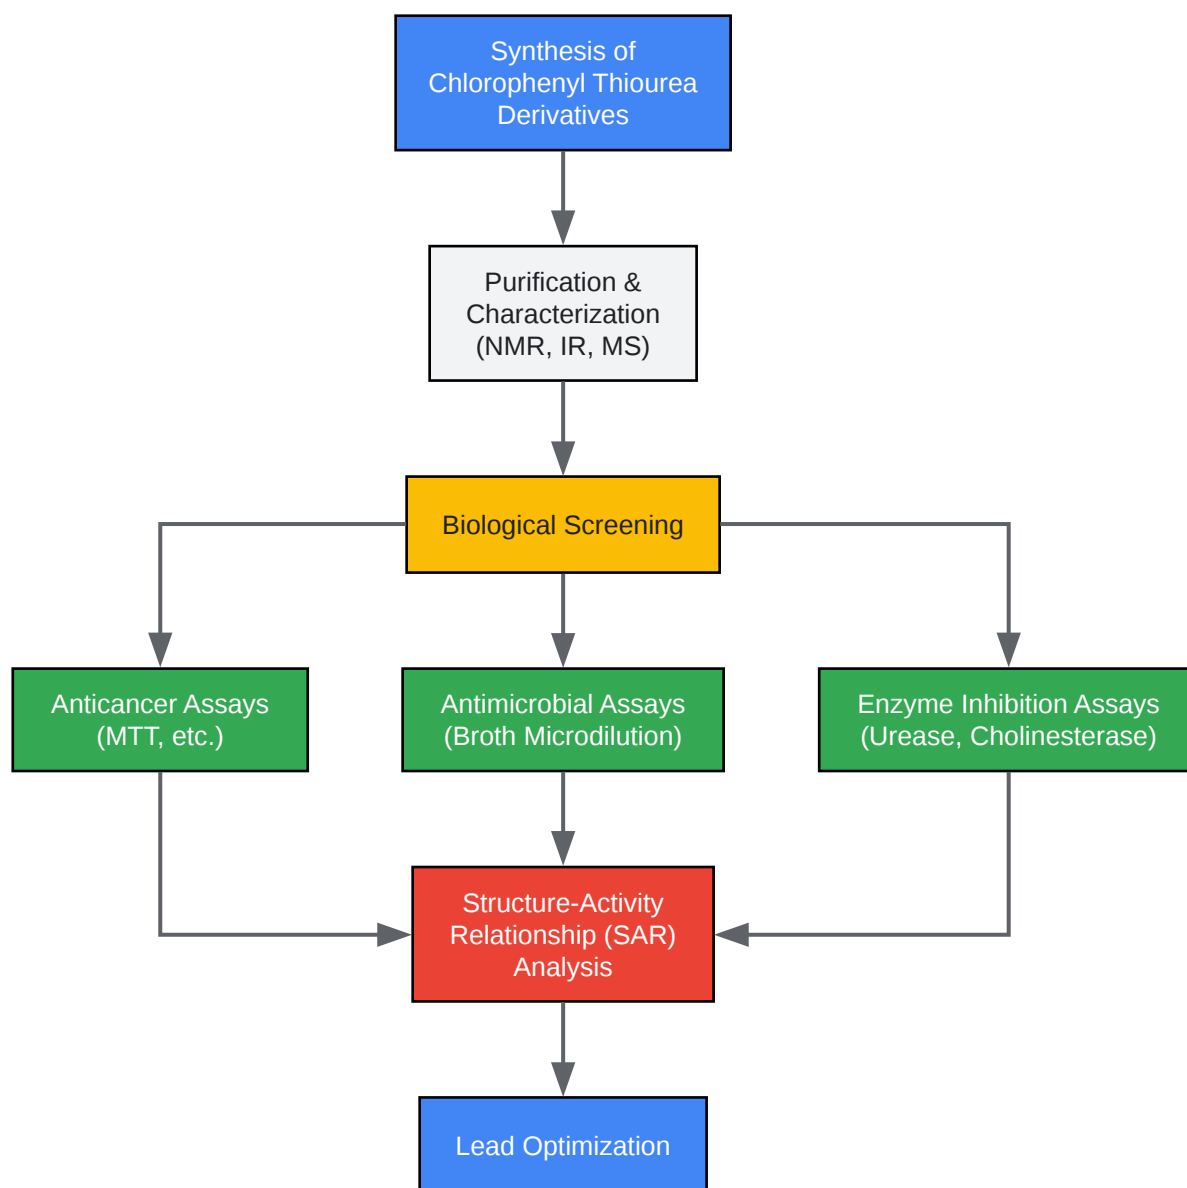 Synthesis of
Chlorophenyl Thiourea
Derivatives
Purification &
Characterization
(NMR, IR, MS)
Biological Screening
Anticancer Assays
(MTT, etc.)
Antimicrobial Assays
(Broth Microdilution)
Enzyme Inhibition Assays
(Urease, Cholinesterase)
Structure-Activity
Relationship (SAR)
Analysis
Lead Optimization